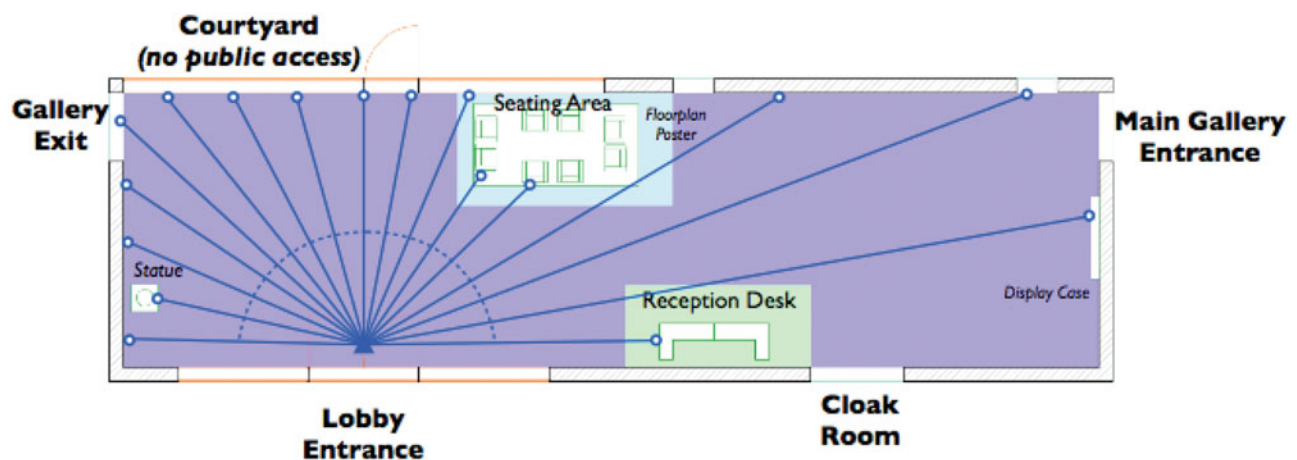 Courtyard
(no public access)
Gallery
Exit
Seating Area
Floorplan
Poster
Main Gallery
Entrance
Statue
Reception Desk
Display Case
Lobby
Entrance
Cloak
Room